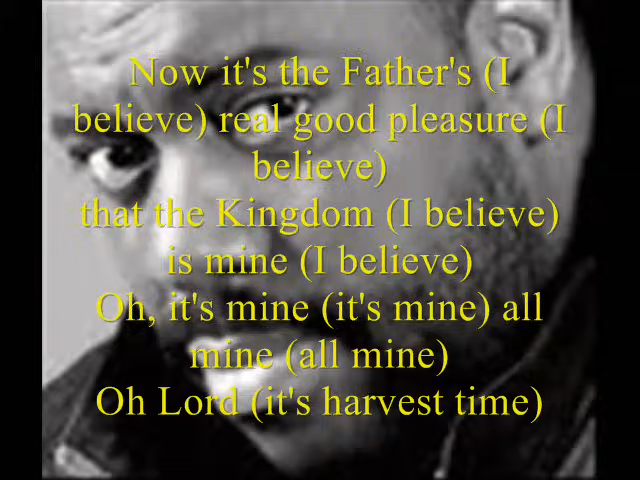 Now it's the Father's (I
believe) real good pleasure (I
believe)
that the Kingdom (I believe)
is mine (I believe)
Oh, it's mine (it's mine) all
mine (all mine)
Oh Lord (it's harvest time)